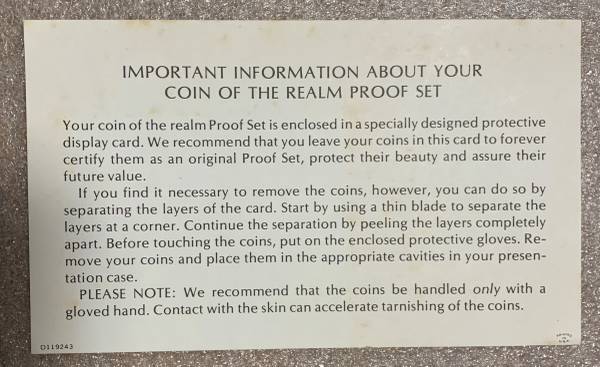 IMPORTANT INFORMATION ABOUT YOUR
COIN OF THE REALM PROOF SET
Your coin of the realm Proof Set is enclosed in a specially designed protective
display card. We recommend that you leave your coins in this card to forever
certify them as an original Proof Set, protect their beauty and assure their
future value.
If you find it necessary to remove the coins, however, you can do so by
separating the layers of the card. Start by using a thin blade to separate the
layers at a corner. Continue the separation by peeling the layers completely
apart. Before touching the coins, put on the enclosed protective gloves. Re-
move your coins and place them in the appropriate cavities in your presen-
tation case.
PLEASE NOTE: We recommend that the coins be handled only with a
gloved hand. Contact with the skin can accelerate tarnishing of the coins.
D119243